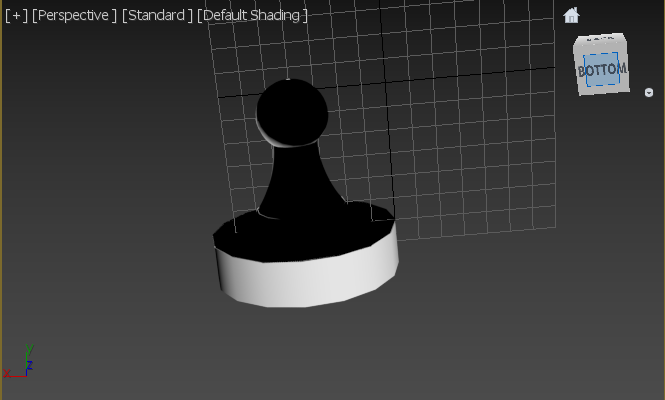 [+] [Perspective ] [Standard ] [Default Shading ]
BOTTOM
y
z
x